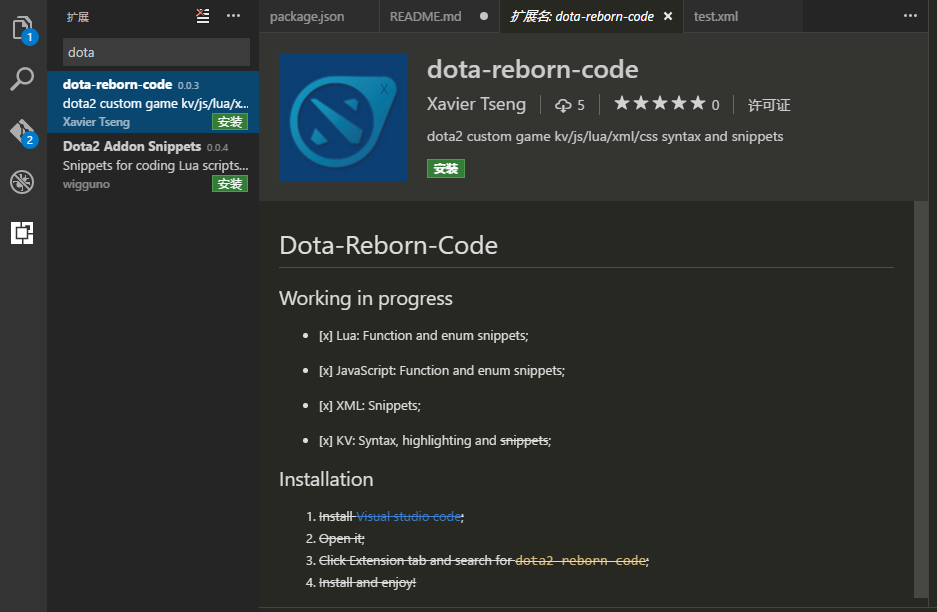 扩展
package.json
README.md
扩展名: dota-reborn-code
test.xml
1
dota
2
dota-reborn-code 0.0.3
dota2 custom game kv/js/lua/x...
Xavier Tseng
安装
Dota2 Addon Snippets 0.0.4
Snippets for coding Lua scripts...
wigguno
安装
X
dota-reborn-code
Xavier Tseng 5 0 许可证
dota2 custom game kv/js/lua/xml/css syntax and snippets
安装
Dota-Reborn-Code
Working in progress
[x] Lua: Function and enum snippets;
[x] JavaScript: Function and enum snippets;
[x] XML: Snippets;
[x] KV: Syntax, highlighting and snippets;
Installation
1. Install Visual studio code;
2. Open it;
3. Click Extension tab and search for dota2 reborn code;
4. Install and enjoy!